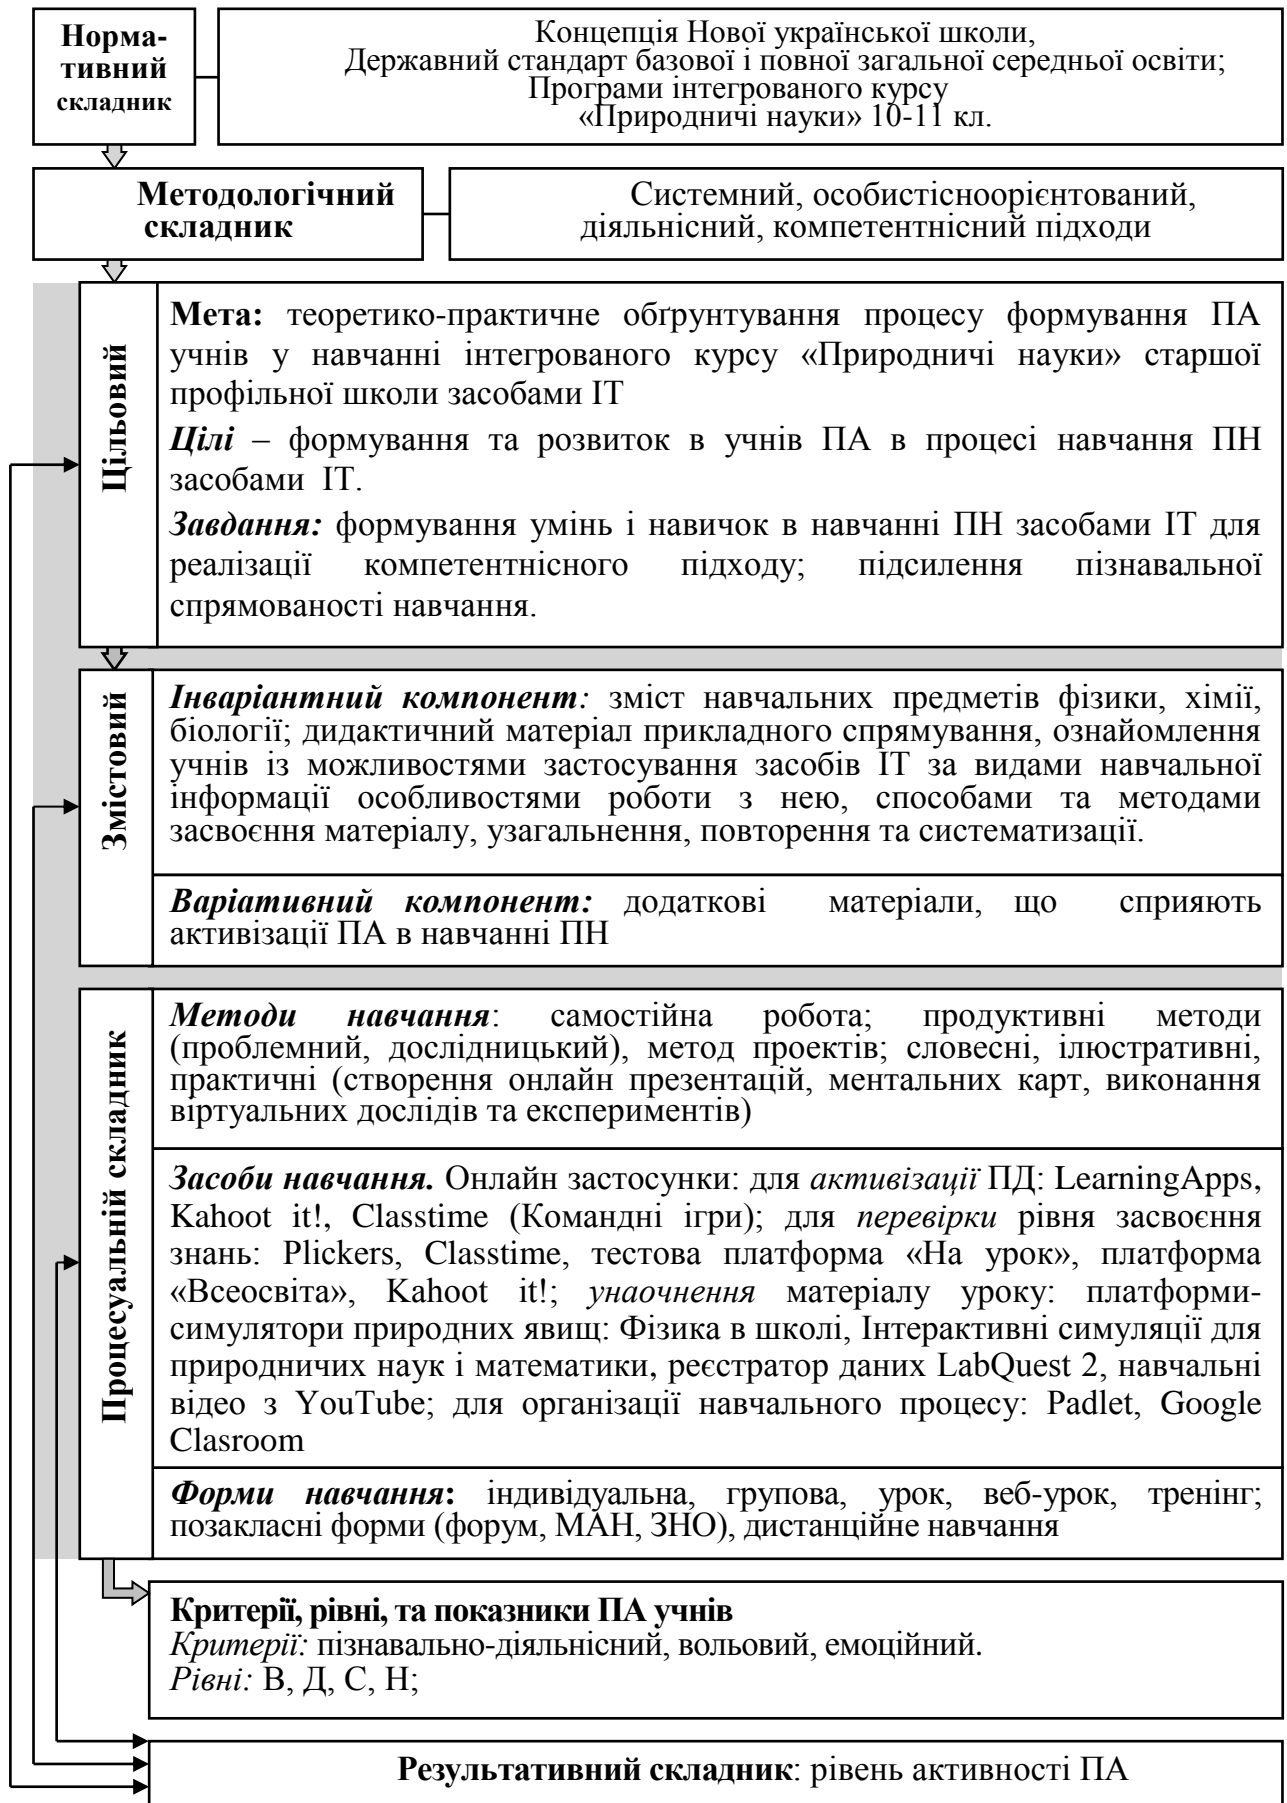 Норма-
тивний
складник
Концепція Нової української школи,
Державний стандарт базової і повної загальної середньої освіти;
Програми інтегрованого курсу
«Природничі науки» 10-11 кл.
Методологічний
складник
Системний, особистісноорієнтований,
діяльнісний, компетентнісний підходи
Цільовий
Мета: теоретико-практичне обґрунтування процесу формування ПА
учнів у навчанні інтегрованого курсу «Природничі науки» старшої
профільної школи засобами ІТ
Цілі – формування та розвиток в учнів ПА в процесі навчання ПН
засобами ІТ.
Завдання: формування умінь і навичок в навчанні ПН засобами ІТ для
реалізації компетентнісного підходу; підсилення пізнавальної
спрямованості навчання.
Змістовий
Інваріантний компонент: зміст навчальних предметів фізики, хімії,
біології; дидактичний матеріал прикладного спрямування, ознайомлення
учнів із можливостями застосування засобів ІТ за видами навчальної
інформації особливостями роботи з нею, способами та методами
засвоєння матеріалу, узагальнення, повторення та систематизації.
Варіативний компонент: додаткові матеріали, що сприяють
активізації ПА в навчанні ПН
Процесуальній складник
Методи навчання: самостійна робота; продуктивні методи
(проблемний, дослідницький), метод проектів; словесні, ілюстративні,
практичні (створення онлайн презентацій, ментальних карт, виконання
віртуальних дослідів та експериментів)
Засоби навчання. Онлайн застосунки: для активізації ПД: LearningApps,
Kahoot it!, Classtime (Командні ігри); для перевірки рівня засвоєння
знань: Plickers, Classtime, тестова платформа «На урок», платформа
«Всеосвіта», Kahoot it!; унаочнення матеріалу уроку: платформи-
симулятори природних явищ: Фізика в школі, Інтерактивні симуляції для
природничих наук і математики, реєстратор даних LabQuest 2, навчальні
відео з YouTube; для організації навчального процесу: Padlet, Google
Clasroom
Форми навчання: індивідуальна, групова, урок, веб-урок, тренінг;
позакласні форми (форум, МАН, ЗНО), дистанційне навчання
Критерії, рівні, та показники ПА учнів
Критерії: пізнавально-діяльнісний, вольовий, емоційний.
Рівні: В, Д, С, Н;
Результативний складник: рівень активності ПА